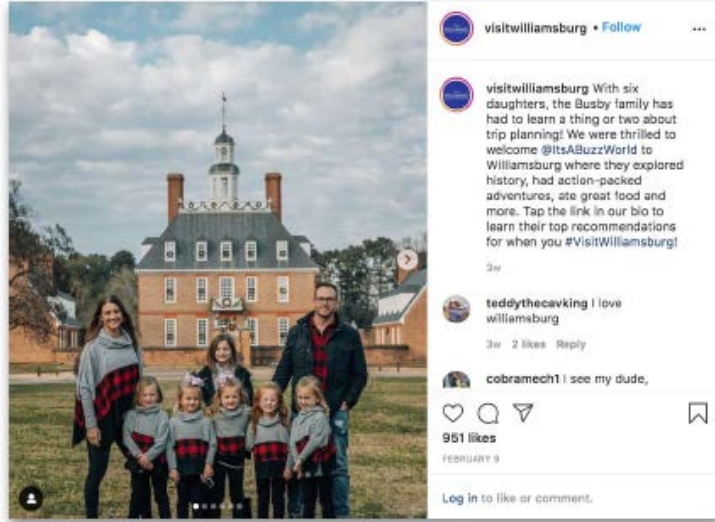 visitwilliamsburg • Follow
visitwilliamsburg With six
daughters, the Busby family has
had to learn a thing or two about
trip planning! We were thrilled to
welcome @ItsABuzzWorld to
Williamsburg where they explored
history, had action-packed
adventures, ate great food and
more. Tap the link in our bio to
learn their top recommendations
for when you #VisitWilliamsburg!
3w
teddythecavking I love
williamsburg
3w 2 likes Reply
cobramech1 I see my dude,
951 likes
FEBRUARY 9
Log in to like or comment.